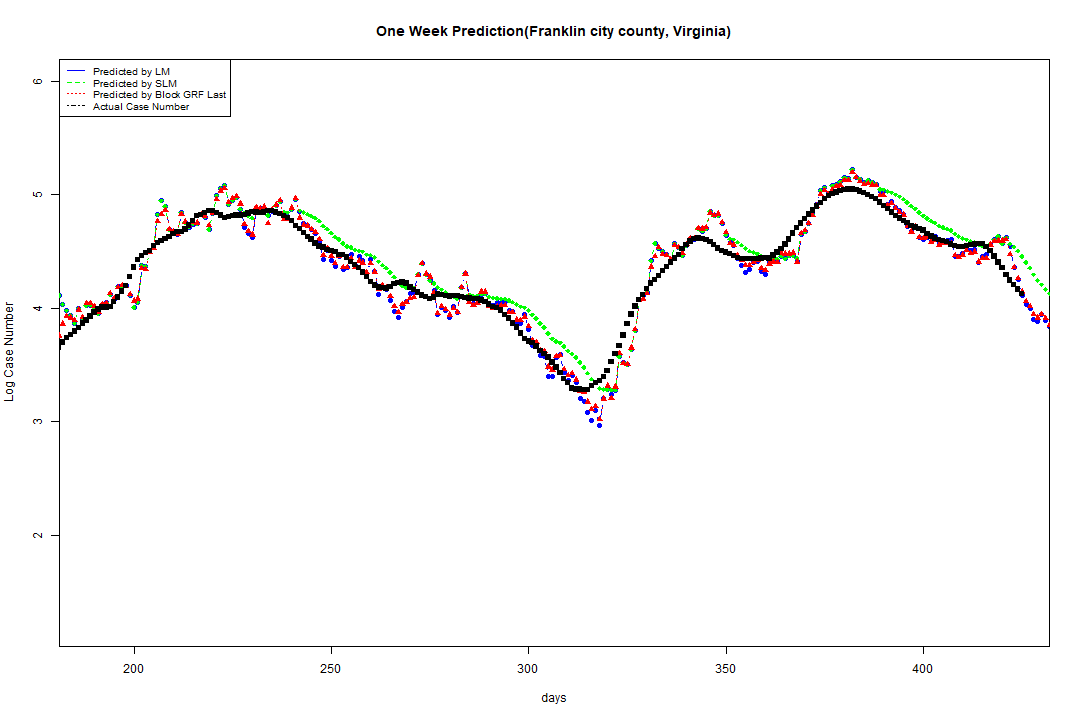 One Week Prediction(Franklin city county, Virginia)
Predicted by LM
Predicted by SLM
Predicted by Block GRF Last
Actual Case Number
6
5
4
3
2
Log Case Number
200 250 300 350 400
days